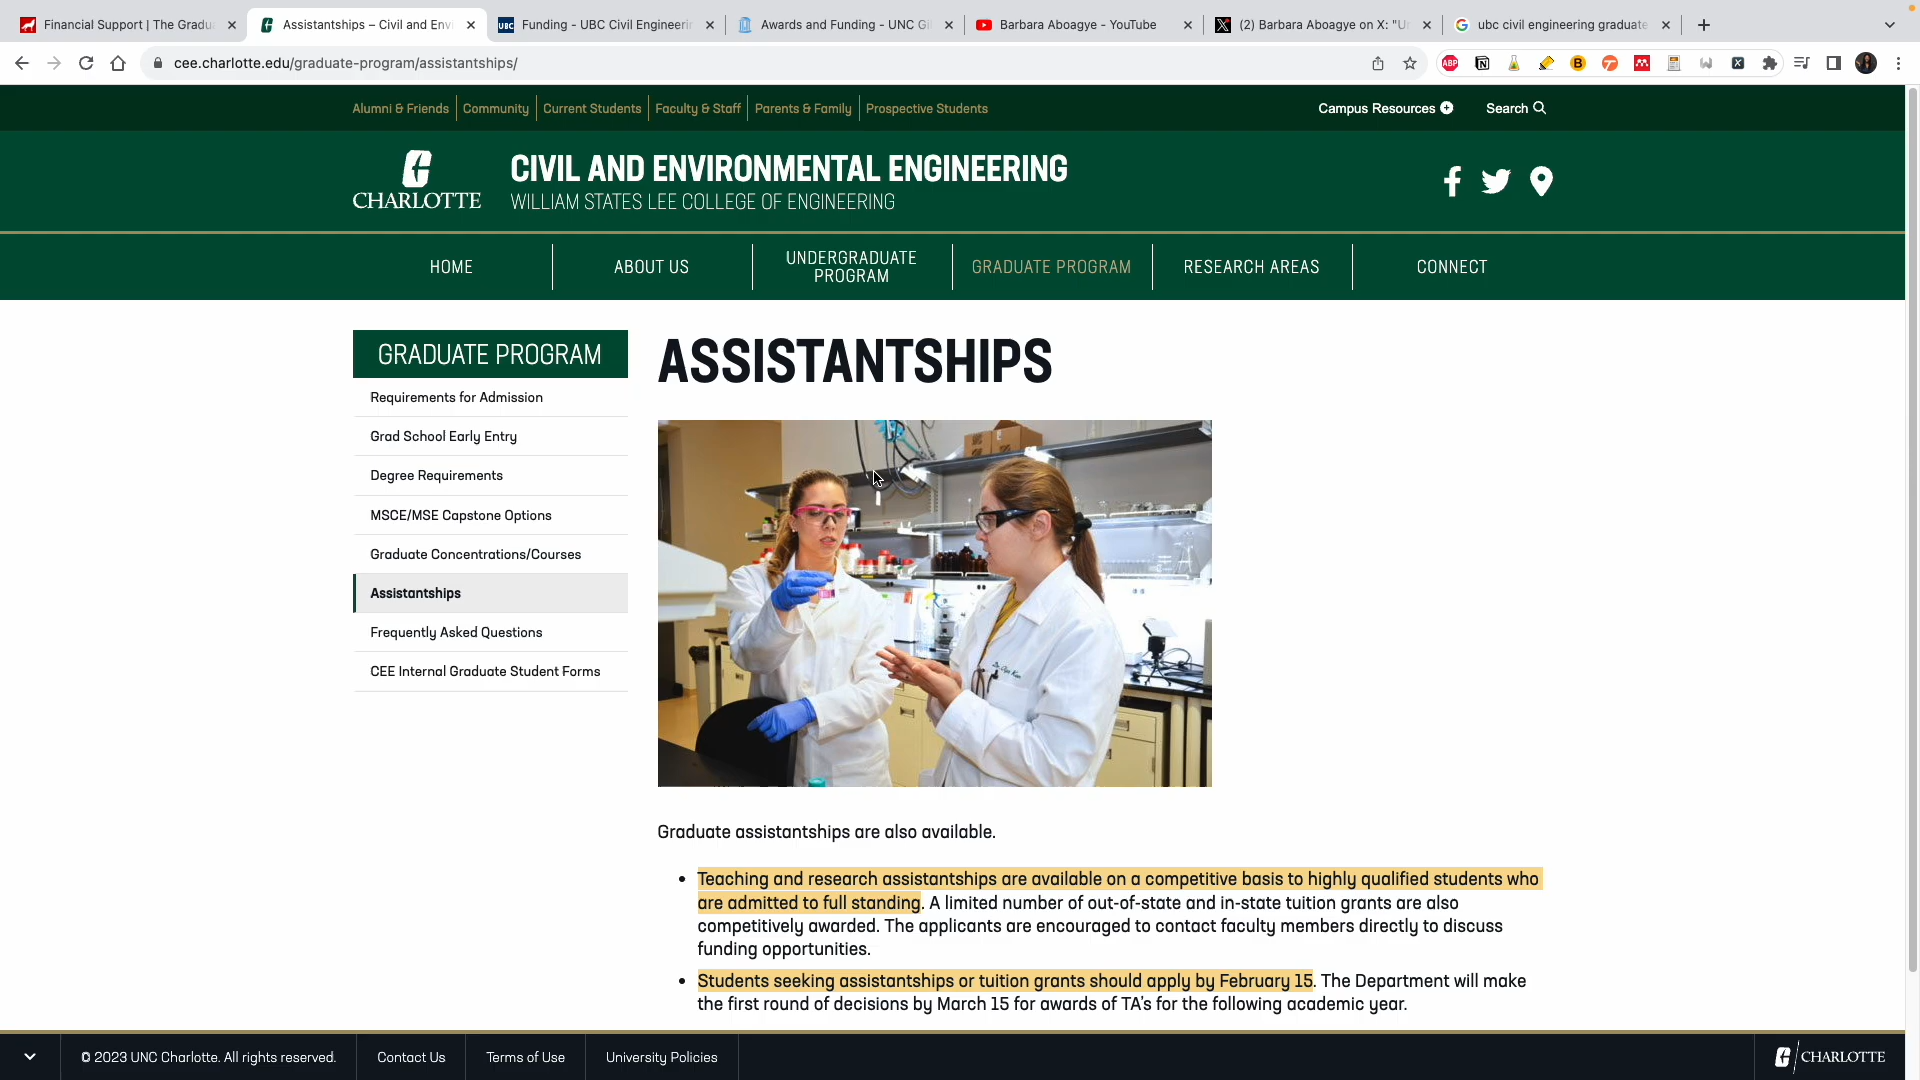 Financial Support | The Gradu
Assistantships – Civil and Envi
Funding - UBC Civil Engineerin
Awards and Funding - UNC Gi
Barbara Aboagye - YouTube
(2) Barbara Aboagye on X: "U
ubc civil engineering graduate
cee.charlotte.edu/graduate-program/assistantships/
Alumni & Friends
Community
Current Students
Faculty & Staff
Parents & Family
Prospective Students
Campus Resources
Search
CHARLOTTE
CIVIL AND ENVIRONMENTAL ENGINEERING
WILLIAM STATES LEE COLLEGE OF ENGINEERING
HOME
ABOUT US
UNDERGRADUATE
PROGRAM
GRADUATE PROGRAM
RESEARCH AREAS
CONNECT
GRADUATE PROGRAM
Requirements for Admission
Grad School Early Entry
Degree Requirements
MSCE/MSE Capstone Options
Graduate Concentrations/Courses
Assistantships
Frequently Asked Questions
CEE Internal Graduate Student Forms
ASSISTANTSHIPS
Graduate assistantships are also available.
• Teaching and research assistantships are available on a competitive basis to highly qualified students who
are admitted to full standing. A limited number of out-of-state and in-state tuition grants are also
competitively awarded. The applicants are encouraged to contact faculty members directly to discuss
funding opportunities.
• Students seeking assistantships or tuition grants should apply by February 15. The Department will make
the first round of decisions by March 15 for awards of TA's for the following academic year.
© 2023 UNC Charlotte. All rights reserved.
Contact Us
Terms of Use
University Policies
CHARLOTTE